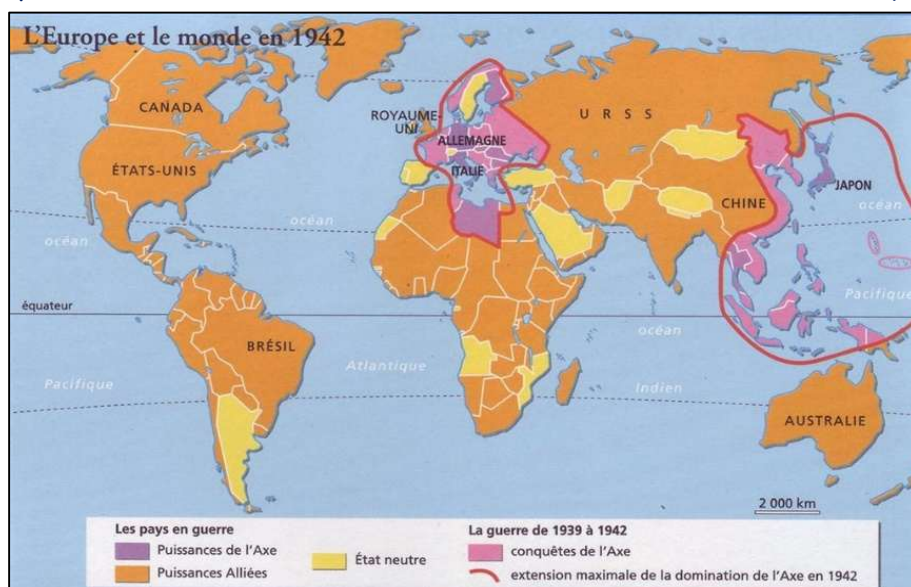 L'Europe et le monde en 1942
CANADA
ROYAUME-
UNI
U R S S
ALLEMAGNE
ÉTATS-UNIS
ITALIE
CHINE
JAPON
océan
océan
océan
équateur
Pacifique
océan
BRÉSIL
Atlantique
Pacifique
Indien
AUSTRALIE
2 000 km
Les pays en guerre
Puissances de l'Axe
Puissances Alliées
État neutre
La guerre de 1939 à 1942
conquêtes de l'Axe
extension maximale de la domination de l'Axe en 1942